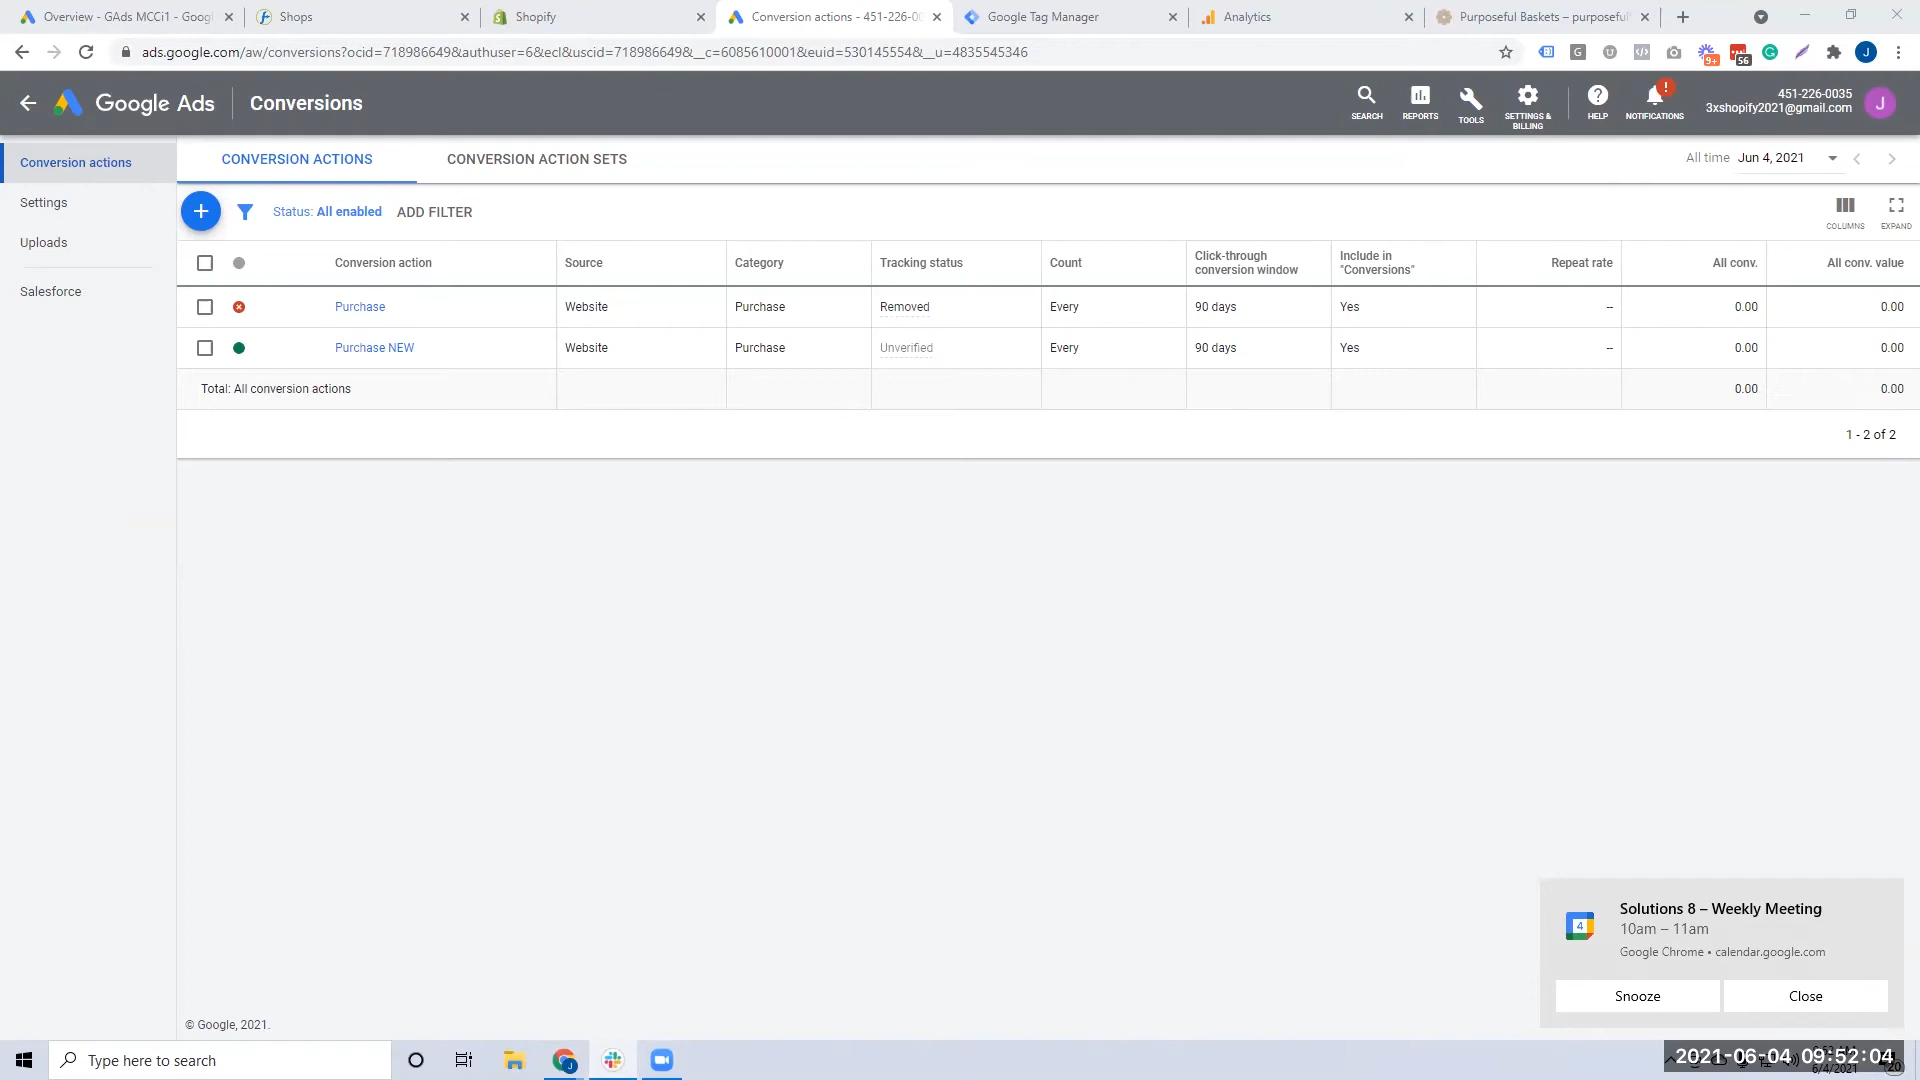 Overview - GAds MCCi1 - Googl
Shops
Shopify
Conversion actions - 451-226-00
Google Tag Manager
Analytics
Purposeful Baskets – purposeful
ads.google.com/aw/conversions?ocid=718986649&authuser=6&ecl&uscid=718986649&__c=6085610001&euid=530145554&__u=4835545346
9+
56
J
Google Ads
Conversions
SEARCH
REPORTS
TOOLS
SETTINGS & BILLING
HELP
NOTIFICATIONS
451-226-0035
3xshopify2021@gmail.com
J
Conversion actions
Settings
Uploads
Salesforce
CONVERSION ACTIONS
CONVERSION ACTION SETS
All time Jun 4, 2021
Status: All enabled
ADD FILTER
COLUMNS
EXPAND
Conversion action Source Category Tracking status Count Click-through conversion window Include in "Conversions" Repeat rate All conv. All conv. value
Purchase Website Purchase Removed Every 90 days Yes – 0.00 0.00
Purchase NEW Website Purchase Unverified Every 90 days Yes – 0.00 0.00
Total: All conversion actions 0.00 0.00
1 - 2 of 2
4
Solutions 8 – Weekly Meeting
10am – 11am
Google Chrome • calendar.google.com
Snooze
Close
© Google, 2021.
Type here to search
J
2021-06-04 09:52:04
6/4/2021
20